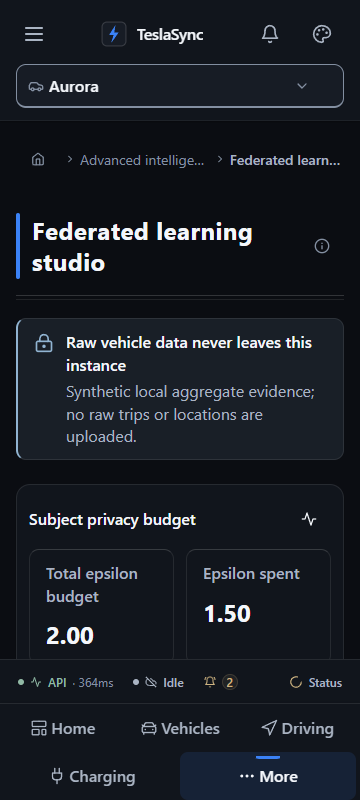 TeslaSync
Aurora
Advanced intellige... Federated learn...
Federated learning
studio
Raw vehicle data never leaves this
instance
Synthetic local aggregate evidence;
no raw trips or locations are
uploaded.
Subject privacy budget
Total epsilon
budget
2.00
Epsilon spent
1.50
API · 364ms Idle 2 Status
Home Vehicles Driving
Charging More